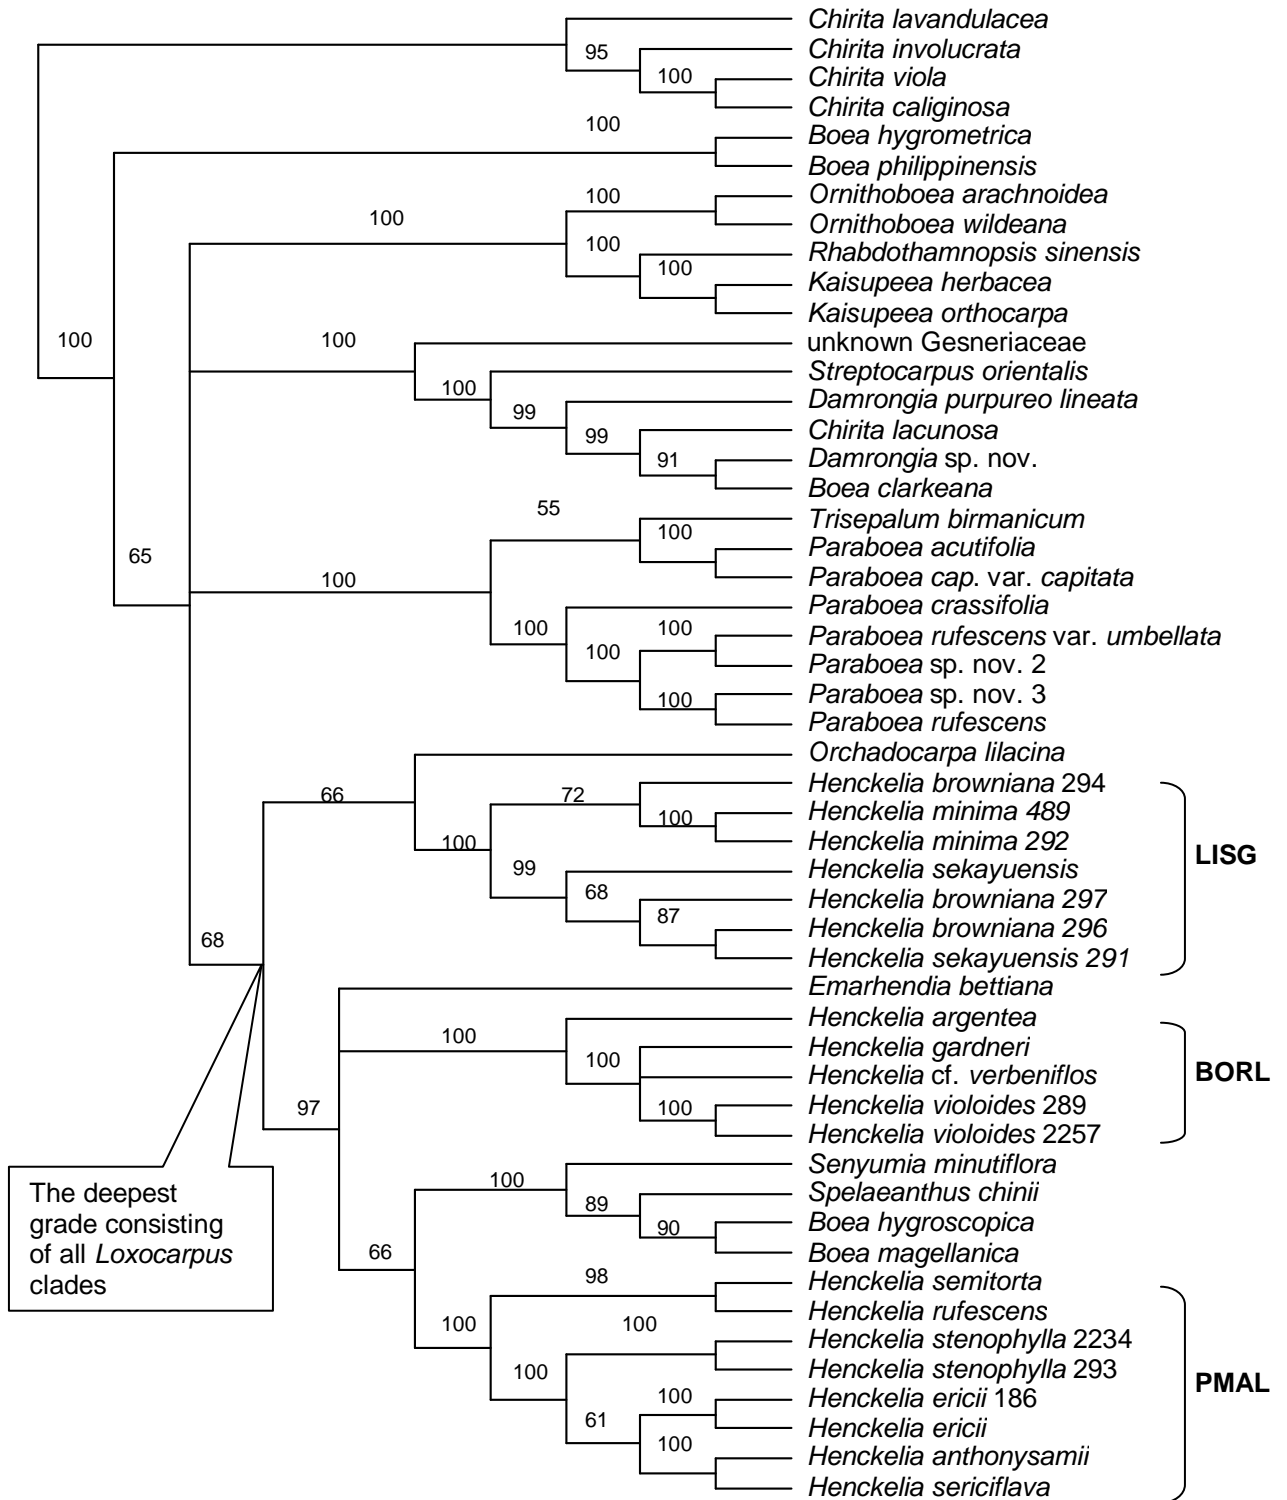 Chirita lavandulacea
95
Chirita involucrata
100
Chirita viola
Chirita caliginosa
100
Boea hygrometrica
Boea philippinensis
100
Ornithoboea arachnoidea
100
Ornithoboea wildeana
100
Rhabdothamnopsis sinensis
100
Kaisupeea herbacea
Kaisupeea orthocarpa
100
100
unknown Gesneriaceae
100
Streptocarpus orientalis
99
Damrongia purpureo lineata
99
Chirita lacunosa
91
Damrongia sp. nov.
Boea clarkeana
55
Trisepalum birmanicum
100
Paraboea acutifolia
65
100
Paraboea cap. var. capitata
Paraboea crassifolia
100
100
Paraboea rufescens var. umbellata
100
Paraboea sp. nov. 2
100
Paraboea sp. nov. 3
Paraboea rufescens
Orchadocarpa lilacina
66
72
Henckelia browniana 294
100
Henckelia minima 489
100
Henckelia minima 292
LISG
99
Henckelia sekayuensis
68
Henckelia browniana 297
87
Henckelia browniana 296
68
Henckelia sekayuensis 291
Emarhendia bettiana
Henckelia argentea
100
Henckelia gardneri
100
Henckelia cf. verbeniflos
BORL
97
100
Henckelia violoides 289
Henckelia violoides 2257
Senyumia minutiflora
100
Spelaeanthus chinii
89
Boea hygroscopica
90
66
Boea magellanica
The deepest
grade consisting
of all Loxocarpus
clades
98
Henckelia semitorta
Henckelia rufescens
100
100
Henckelia stenophylla 2234
100
Henckelia stenophylla 293
PMAL
100
Henckelia ericii 186
61
Henckelia ericii
100
Henckelia anthonysamii
Henckelia sericiflava